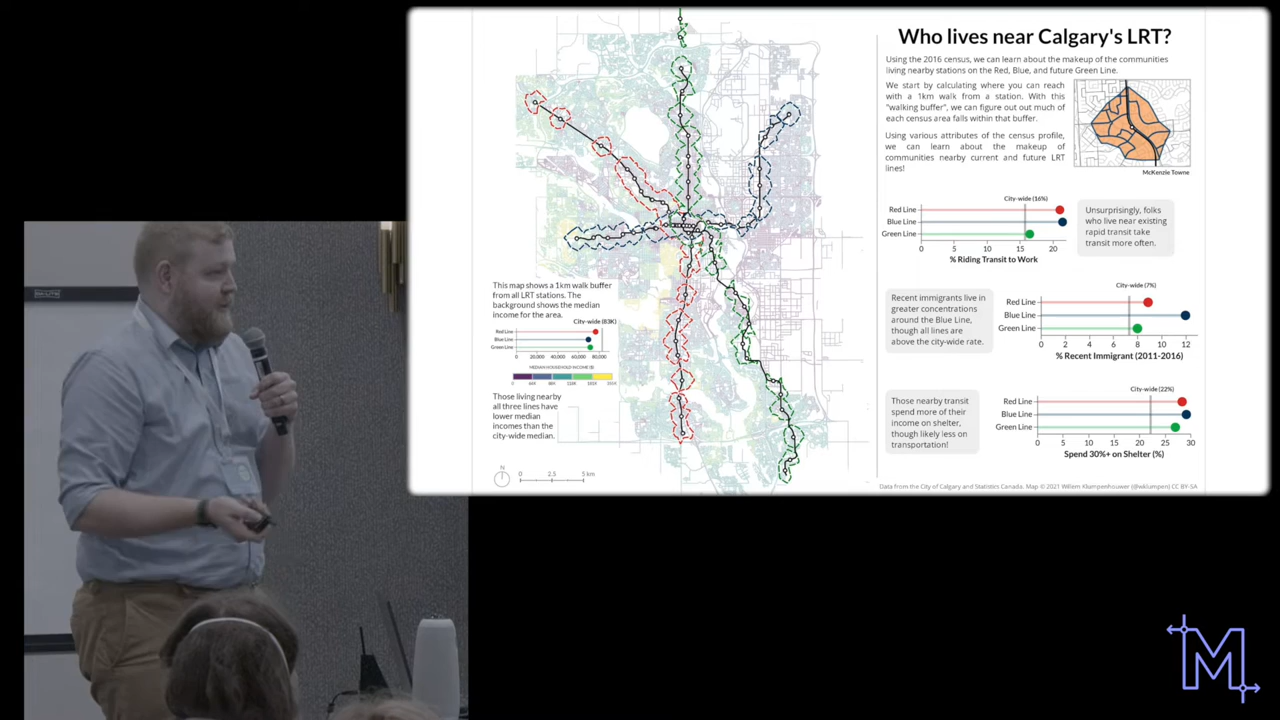 Who lives near Calgary's LRT?
Using the 2016 census, we can learn about the makeup of the communities
living nearby stations on the Red, Blue, and future Green Line.
We start by calculating where you can reach
with a 1km walk from a station. With this
"walking buffer", we can figure out out much of
each census area falls within that buffer.
Using various attributes of the census profile,
we can learn about the makeup of
communities nearby current and future LRT
lines!
McKenzie Towne
City-wide (16%)
Red Line
Blue Line
Green Line
0 5 10 15 20
% Riding Transit to Work
Unsurprisingly, folks
who live near existing
rapid transit take
transit more often.
Recent immigrants live in
greater concentrations
around the Blue Line,
though all lines are
above the city-wide rate.
City-wide (7%)
Red Line
Blue Line
Green Line
0 2 4 6 8 10 12
% Recent Immigrant (2011-2016)
Those nearby transit
spend more of their
income on shelter,
though likely less on
transportation!
City-wide (22%)
Red Line
Blue Line
Green Line
0 5 10 15 20 25 30
Spend 30%+ on Shelter (%)
This map shows a 1km walk buffer
from all LRT stations. The
background shows the median
income for the area.
City-wide (83K)
Red Line
Blue Line
Green Line
0 20,000 40,000 60,000 80,000
MEDIAN HOUSEHOLD INCOME ($)
Those living nearby
all three lines have
lower median
incomes than the
city-wide median.
N
0 2.5 5 km
Data from the City of Calgary and Statistics Canada. Map © 2021 Willem Klumpenhouwer (@wklumpen) CC BY-SA
M